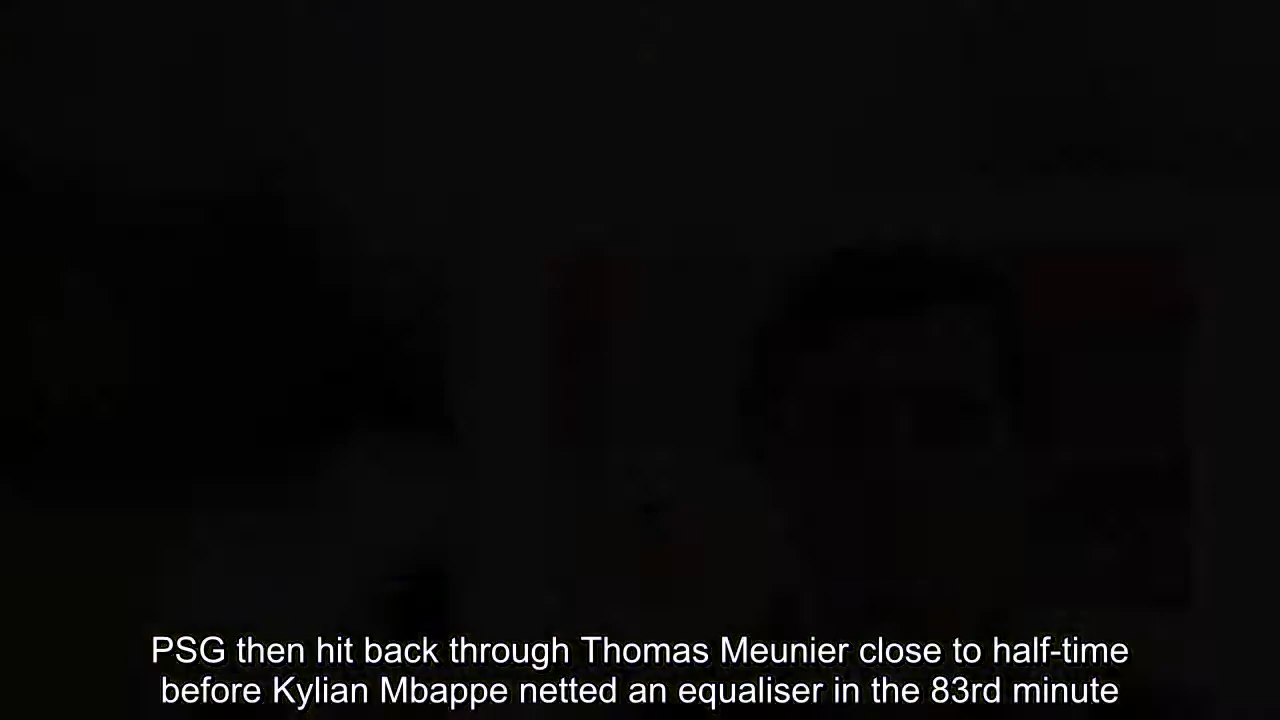 PSG then hit back through Thomas Meunier close to half-time
before Kylian Mbappe netted an equaliser in the 83rd minute